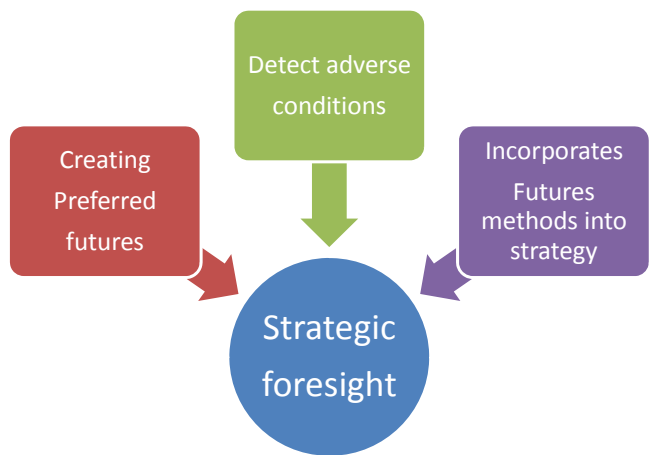 Detect adverse
conditions
Creating
Preferred
futures
Incorporates
Futures
methods into
strategy
Strategic
foresight